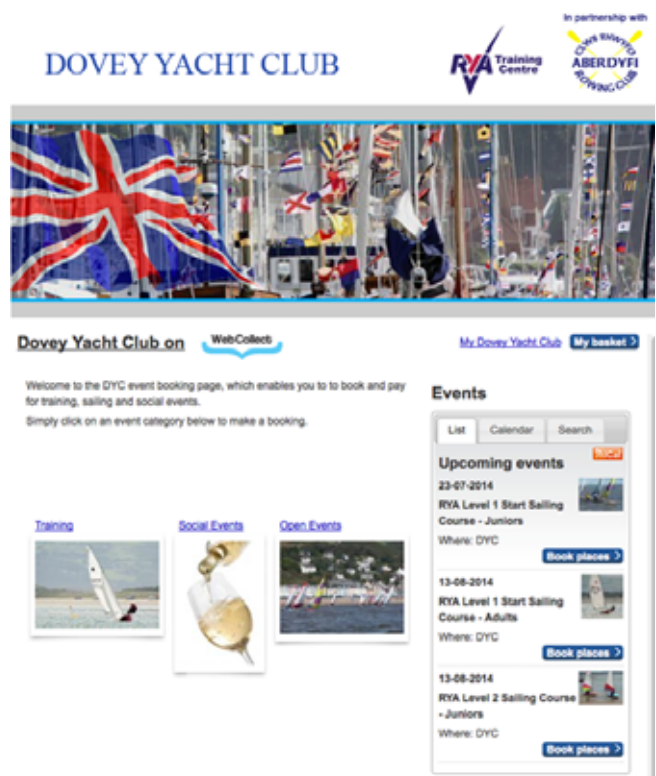 In partnership with
DOVEY YACHT CLUB
RYA Training
Centre
CLWB RHWYFO
ABERDYFI
ROWING CLUB
Dovey Yacht Club on WebCollect
My Dovey Yacht Club My basket >
Welcome to the DYC event booking page, which enables you to to book and pay
for training, sailing and social events.
Simply click on an event category below to make a booking.
Training
Social Events
Open Events
Events
List Calendar Search
Upcoming events
23-07-2014
RYA Level 1 Start Sailing
Course - Juniors
Where: DYC
Book places >
13-08-2014
RYA Level 1 Start Sailing
Course - Adults
Where: DYC
Book places >
13-08-2014
RYA Level 2 Sailing Course
- Juniors
Where: DYC
Book places >